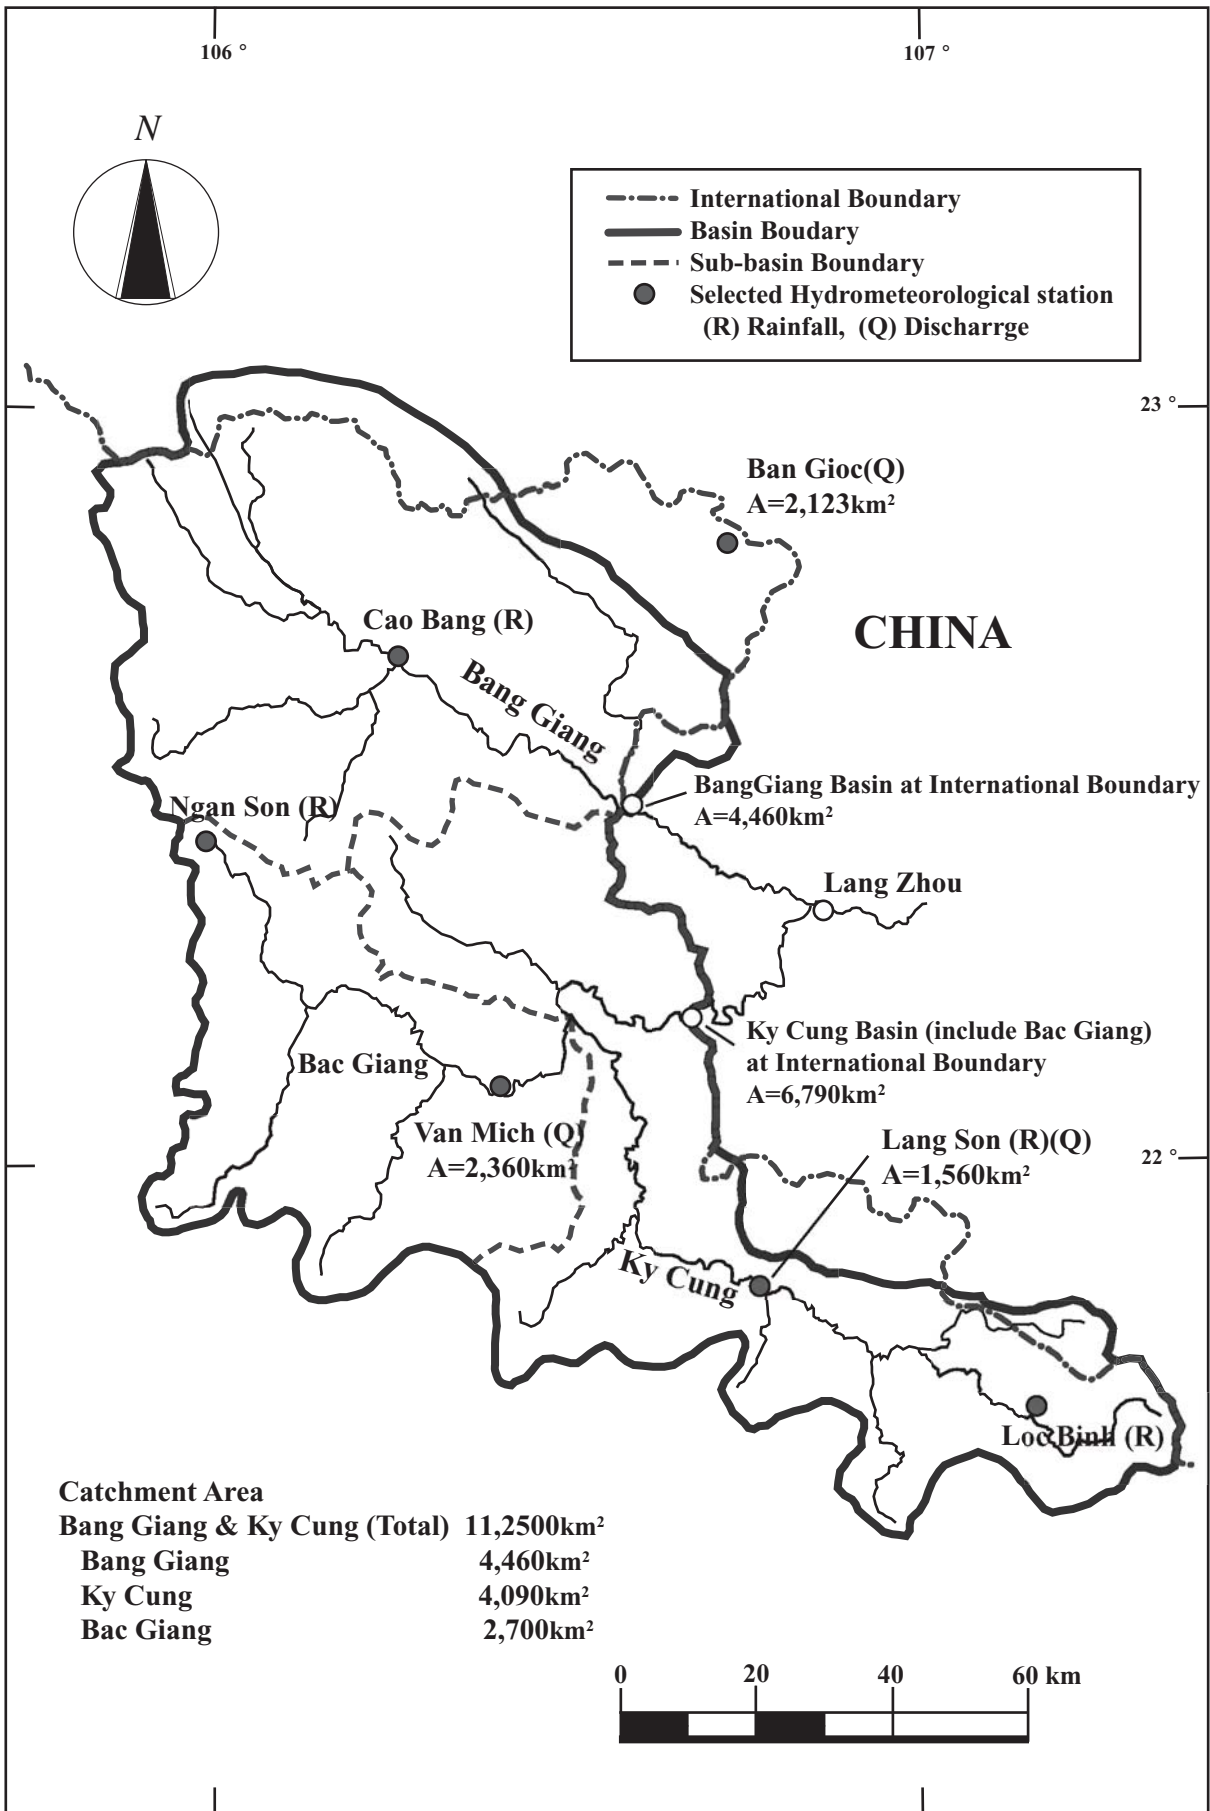 106 °
107 °
N
International Boundary
Basin Boudary
Sub-basin Boundary
Selected Hydrometeorological station
(R) Rainfall, (Q) Discharrge
23 °
Ban Gioc(Q)
A=2,123km²
CHINA
Cao Bang (R)
Bang Giang
BangGiang Basin at International Boundary
A=4,460km²
Ngan Son (R)
Lang Zhou
Ky Cung Basin (include Bac Giang)
at International Boundary
A=6,790km²
Bac Giang
Van Mich (Q)
A=2,360km²
Lang Son (R)(Q)
A=1,560km²
22 °
Ky Cung
Loc Binh (R)
Catchment Area
Bang Giang & Ky Cung (Total) 11,2500km²
Bang Giang 4,460km²
Ky Cung 4,090km²
Bac Giang 2,700km²
0 20 40 60 km